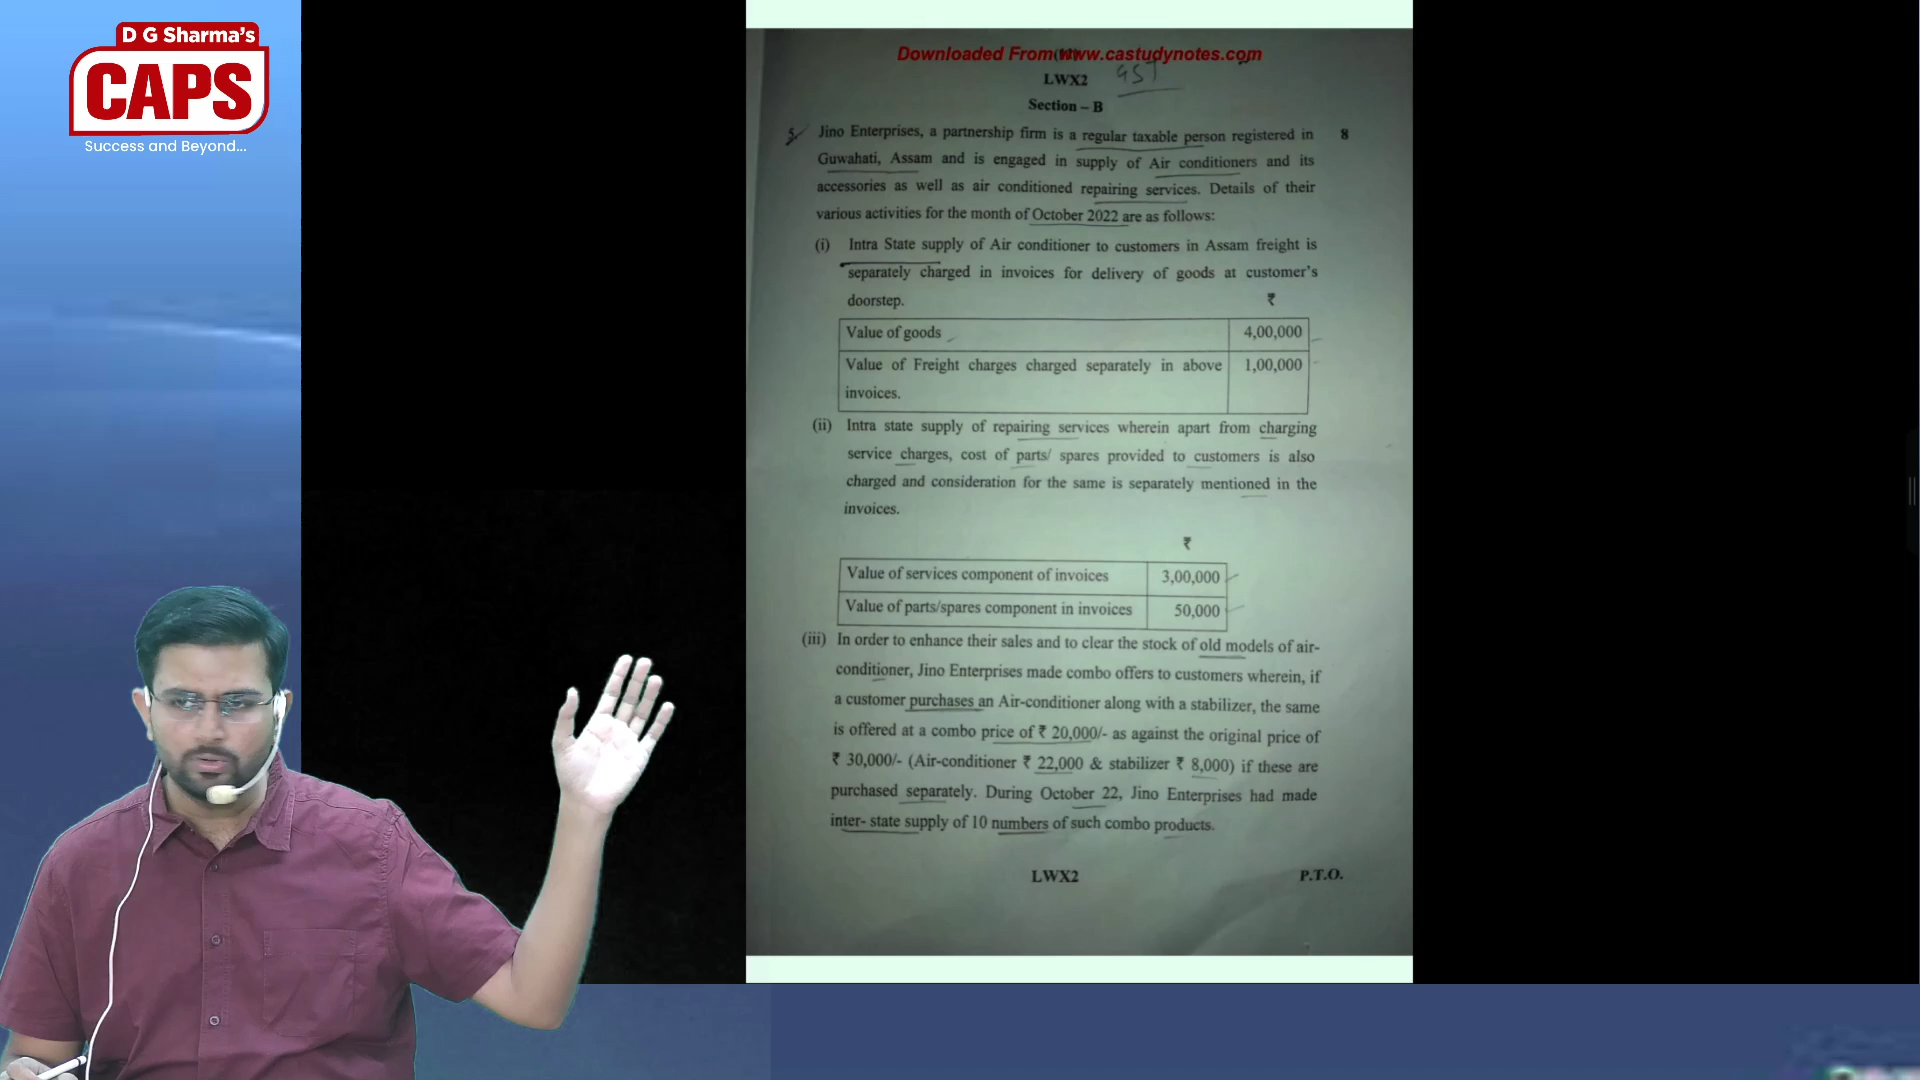 D G Sharma's
CAPS
Success and Beyond...
Downloaded From www.castudynotes.com
LWX2
GST
Section – B
5. Jino Enterprises, a partnership firm is a regular taxable person registered in 8
Guwahati, Assam and is engaged in supply of Air conditioners and its
accessories as well as air conditioned repairing services. Details of their
various activities for the month of October 2022 are as follows:
(i) Intra State supply of Air conditioner to customers in Assam freight is
separately charged in invoices for delivery of goods at customer's
doorstep. ₹
Value of goods 4,00,000
Value of Freight charges charged separately in above 1,00,000
invoices.
(ii) Intra state supply of repairing services wherein apart from charging
service charges, cost of parts/ spares provided to customers is also
charged and consideration for the same is separately mentioned in the
invoices.
₹
Value of services component of invoices 3,00,000
Value of parts/spares component in invoices 50,000
(iii) In order to enhance their sales and to clear the stock of old models of air-
conditioner, Jino Enterprises made combo offers to customers wherein, if
a customer purchases an Air-conditioner along with a stabilizer, the same
is offered at a combo price of ₹ 20,000/- as against the original price of
₹ 30,000/- (Air-conditioner ₹ 22,000 & stabilizer ₹ 8,000) if these are
purchased separately. During October 22, Jino Enterprises had made
inter- state supply of 10 numbers of such combo products.
LWX2 P.T.O.